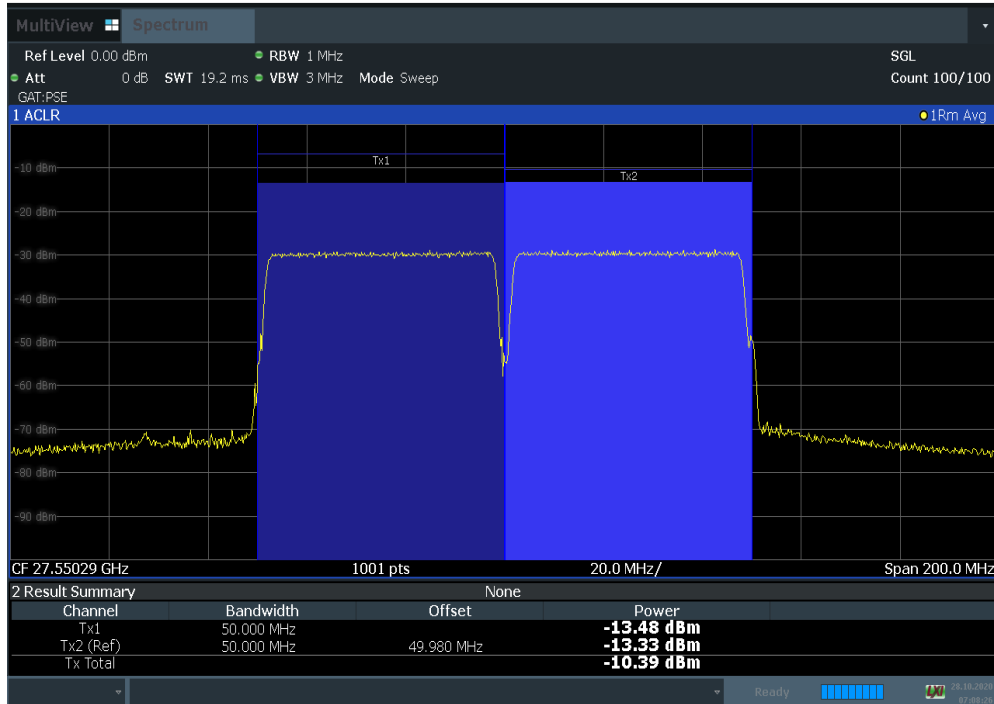 MultiView Spectrum
Ref Level 0.00 dBm RBW 1 MHz SGL
Att 0 dB SWT 19.2 ms VBW 3 MHz Mode Sweep Count 100/100
GAT:PSE
1 ACLR 1Rm Avg
Tx1
-10 dBm
Tx2
-20 dBm
-30 dBm
-40 dBm
-50 dBm
-60 dBm
-70 dBm
-80 dBm
-90 dBm
CF 27.55029 GHz 1001 pts 20.0 MHz/ Span 200.0 MHz
2 Result Summary None
Channel Bandwidth Offset Power
Tx1 50.000 MHz -13.48 dBm
Tx2 (Ref) 50.000 MHz 49.980 MHz -13.33 dBm
Tx Total -10.39 dBm
Ready LXI 28.10.2020
07:09:26